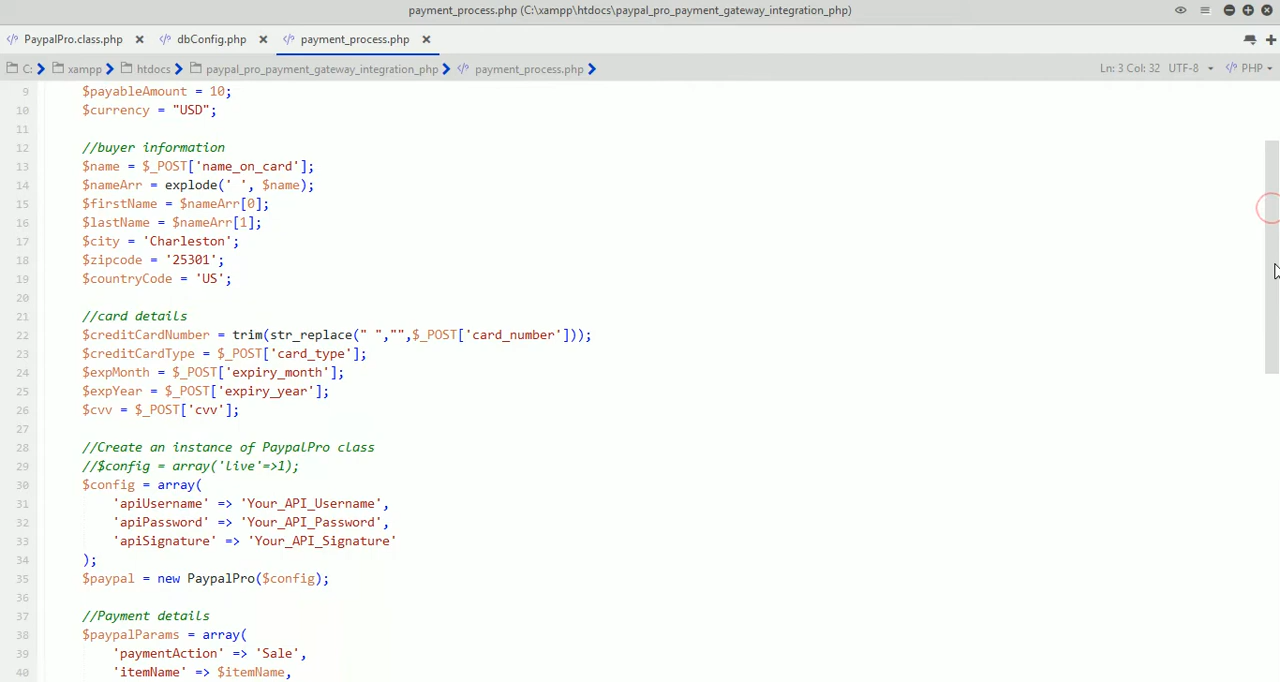 payment_process.php (C:\xampp\htdocs\paypal_pro_payment_gateway_integration_php)
PaypalPro.class.php dbConfig.php payment_process.php
C: xampp htdocs paypal_pro_payment_gateway_integration_php payment_process.php Ln: 3 Col: 32 UTF-8 PHP
9 $payableAmount = 10;
10 $currency = "USD";
11
12 //buyer information
13 $name = $_POST['name_on_card'];
14 $nameArr = explode(' ', $name);
15 $firstName = $nameArr[0];
16 $lastName = $nameArr[1];
17 $city = 'Charleston';
18 $zipcode = '25301';
19 $countryCode = 'US';
20
21 //card details
22 $creditCardNumber = trim(str_replace(" ","",$_POST['card_number']));
23 $creditCardType = $_POST['card_type'];
24 $expMonth = $_POST['expiry_month'];
25 $expYear = $_POST['expiry_year'];
26 $cvv = $_POST['cvv'];
27
28 //Create an instance of PaypalPro class
29 //$config = array('live'=>1);
30 $config = array(
31 'apiUsername' => 'Your_API_Username',
32 'apiPassword' => 'Your_API_Password',
33 'apiSignature' => 'Your_API_Signature'
34 );
35 $paypal = new PaypalPro($config);
36
37 //Payment details
38 $paypalParams = array(
39 'paymentAction' => 'Sale',
40 'itemName' => $itemName,